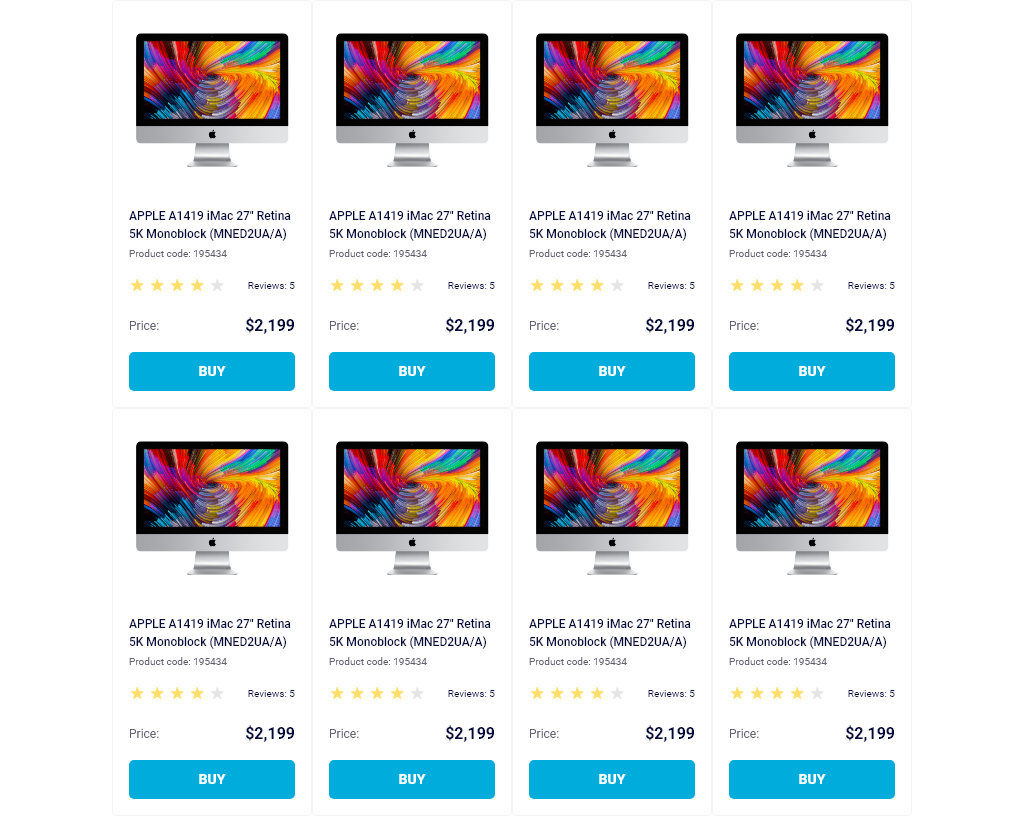 APPLE A1419 iMac 27" Retina
5K Monoblock (MNED2UA/A)
Product code: 195434
Reviews: 5
Price: $2,199
BUY
APPLE A1419 iMac 27" Retina
5K Monoblock (MNED2UA/A)
Product code: 195434
Reviews: 5
Price: $2,199
BUY
APPLE A1419 iMac 27" Retina
5K Monoblock (MNED2UA/A)
Product code: 195434
Reviews: 5
Price: $2,199
BUY
APPLE A1419 iMac 27" Retina
5K Monoblock (MNED2UA/A)
Product code: 195434
Reviews: 5
Price: $2,199
BUY
APPLE A1419 iMac 27" Retina
5K Monoblock (MNED2UA/A)
Product code: 195434
Reviews: 5
Price: $2,199
BUY
APPLE A1419 iMac 27" Retina
5K Monoblock (MNED2UA/A)
Product code: 195434
Reviews: 5
Price: $2,199
BUY
APPLE A1419 iMac 27" Retina
5K Monoblock (MNED2UA/A)
Product code: 195434
Reviews: 5
Price: $2,199
BUY
APPLE A1419 iMac 27" Retina
5K Monoblock (MNED2UA/A)
Product code: 195434
Reviews: 5
Price: $2,199
BUY